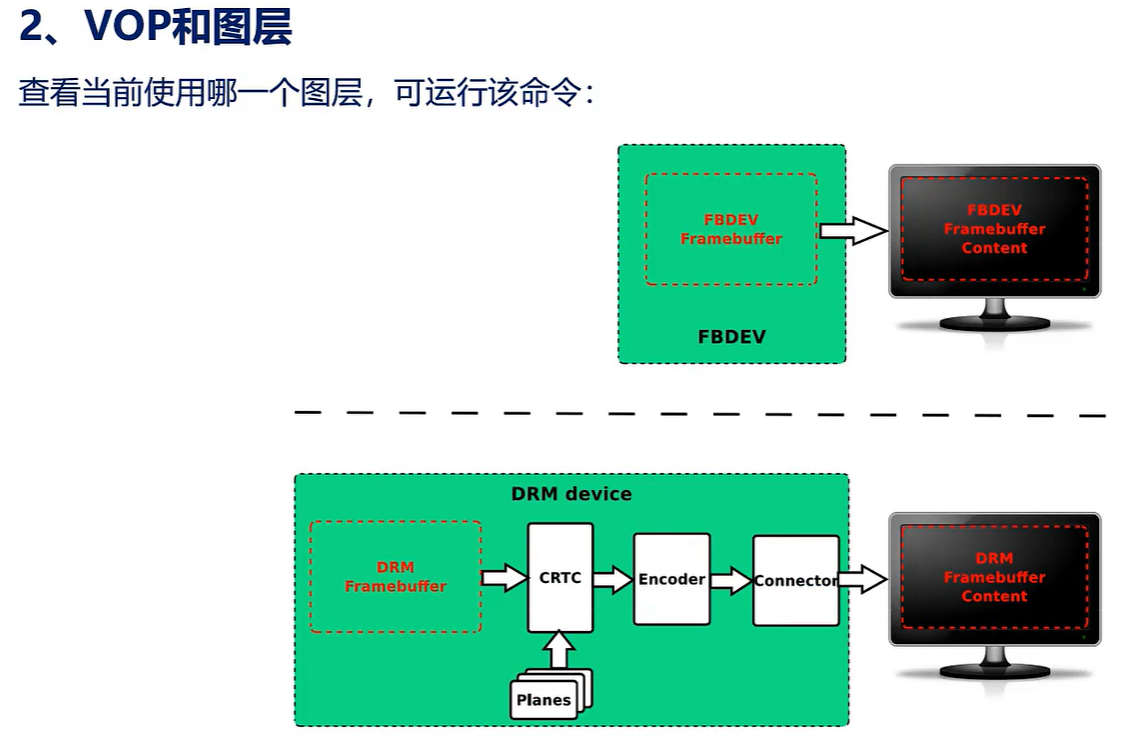 2、VOP和图层
查看当前使用哪一个图层，可运行该命令：
FBDEV
Framebuffer
FBDEV
FBDEV
Framebuffer
Content
DRM device
DRM
Framebuffer
CRTC
Encoder
Connector
Planes
DRM
Framebuffer
Content